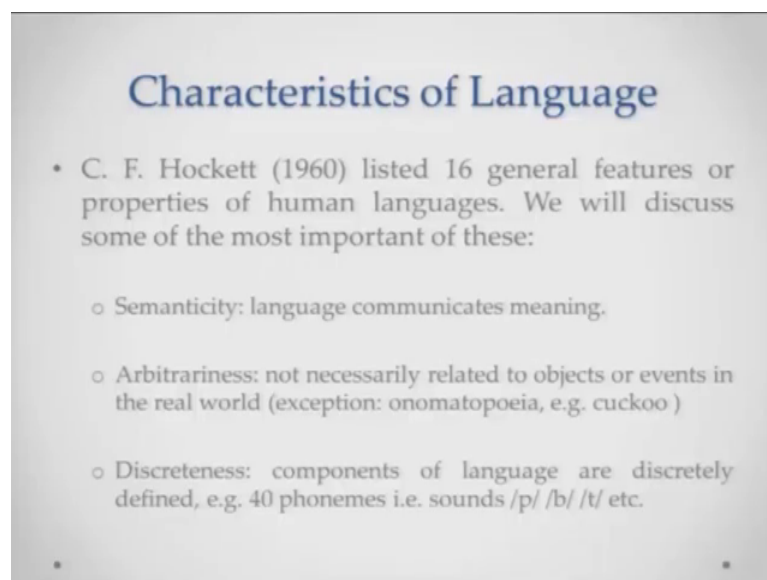 Characteristics of Language
• C. F. Hockett (1960) listed 16 general features or
properties of human languages. We will discuss
some of the most important of these:
o Semanticity: language communicates meaning.
o Arbitrariness: not necessarily related to objects or events in
the real world (exception: onomatopoeia, e.g. cuckoo )
o Discreteness: components of language are discretely
defined, e.g. 40 phonemes i.e. sounds /p/ /b/ /t/ etc.